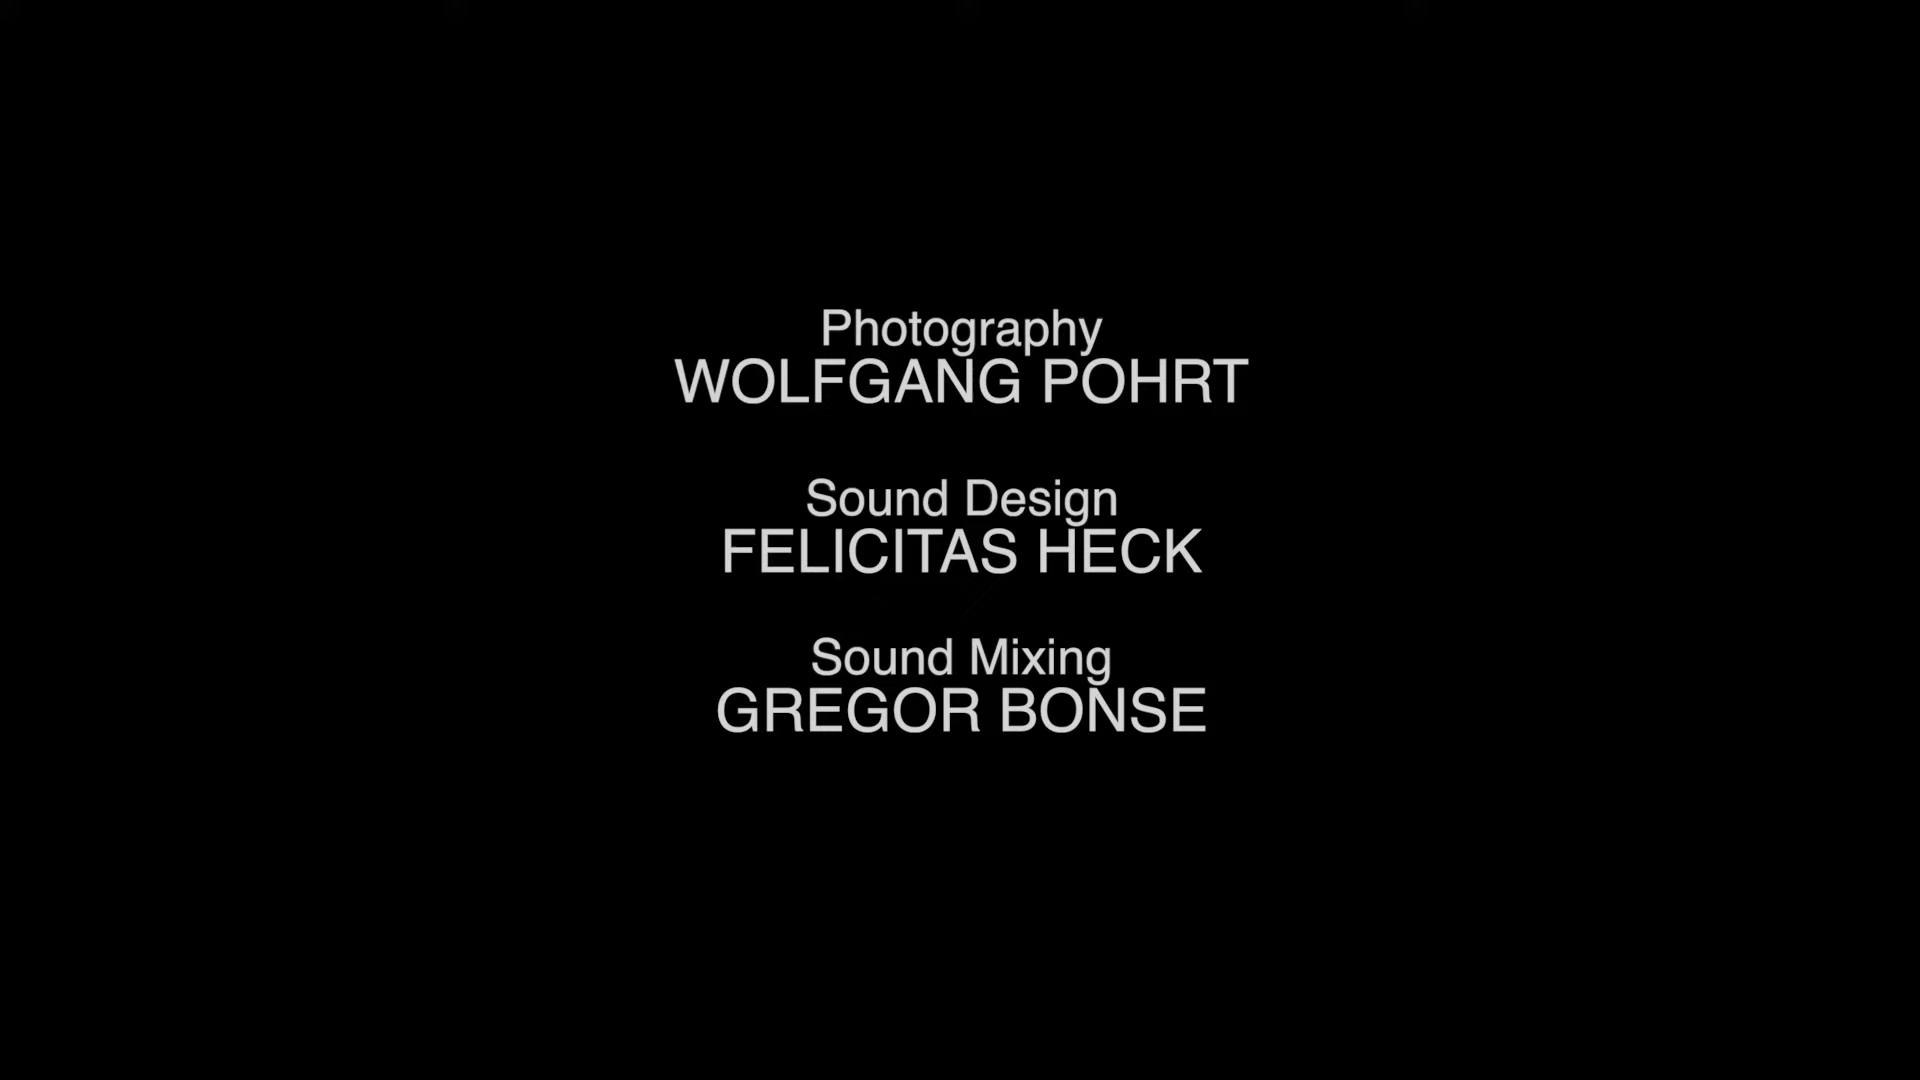 Photography
WOLFGANG POHRT
Sound Design
FELICITAS HECK
Sound Mixing
GREGOR BONSE